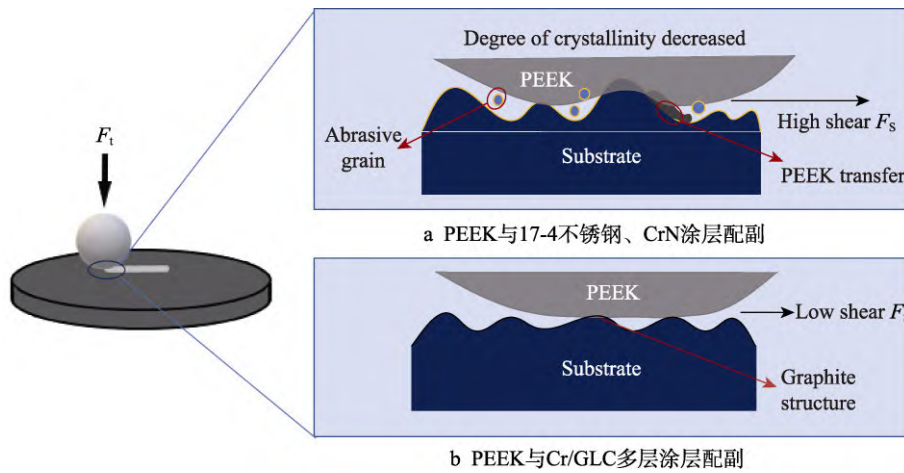 Ft
Degree of crystallinity decreased
PEEK
High shear FS
Abrasive
grain
Substrate
PEEK transfer
a PEEK与17-4不锈钢、CrN涂层配副
PEEK
Low shear F
Substrate
Graphite
structure
b PEEK与Cr/GLC多层涂层配副